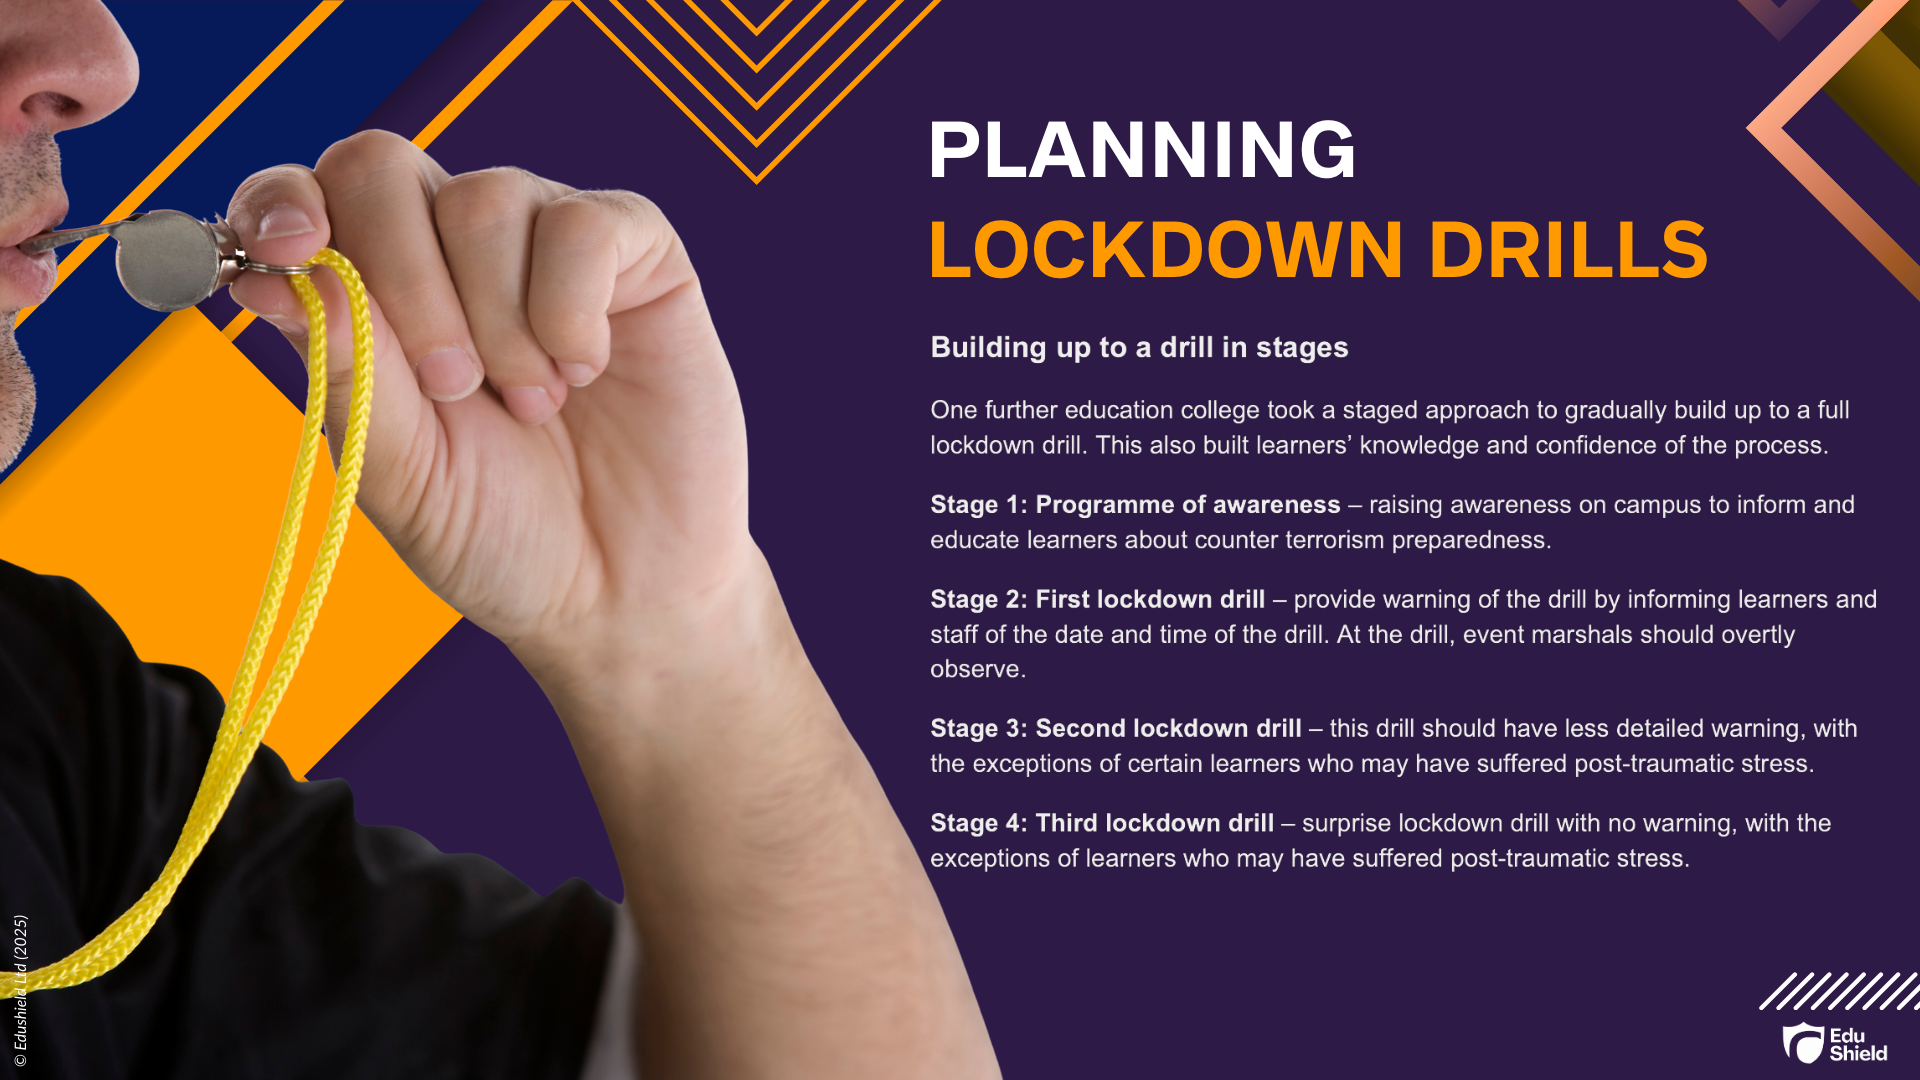 PLANNING
LOCKDOWN DRILLS
Building up to a drill in stages
One further education college took a staged approach to gradually build up to a full
lockdown drill. This also built learners’ knowledge and confidence of the process.
Stage 1: Programme of awareness – raising awareness on campus to inform and
educate learners about counter terrorism preparedness.
Stage 2: First lockdown drill – provide warning of the drill by informing learners and
staff of the date and time of the drill. At the drill, event marshals should overtly
observe.
Stage 3: Second lockdown drill – this drill should have less detailed warning, with
the exceptions of certain learners who may have suffered post-traumatic stress.
Stage 4: Third lockdown drill – surprise lockdown drill with no warning, with the
exceptions of learners who may have suffered post-traumatic stress.
© Edushield Ltd (2025)
Edu
Shield